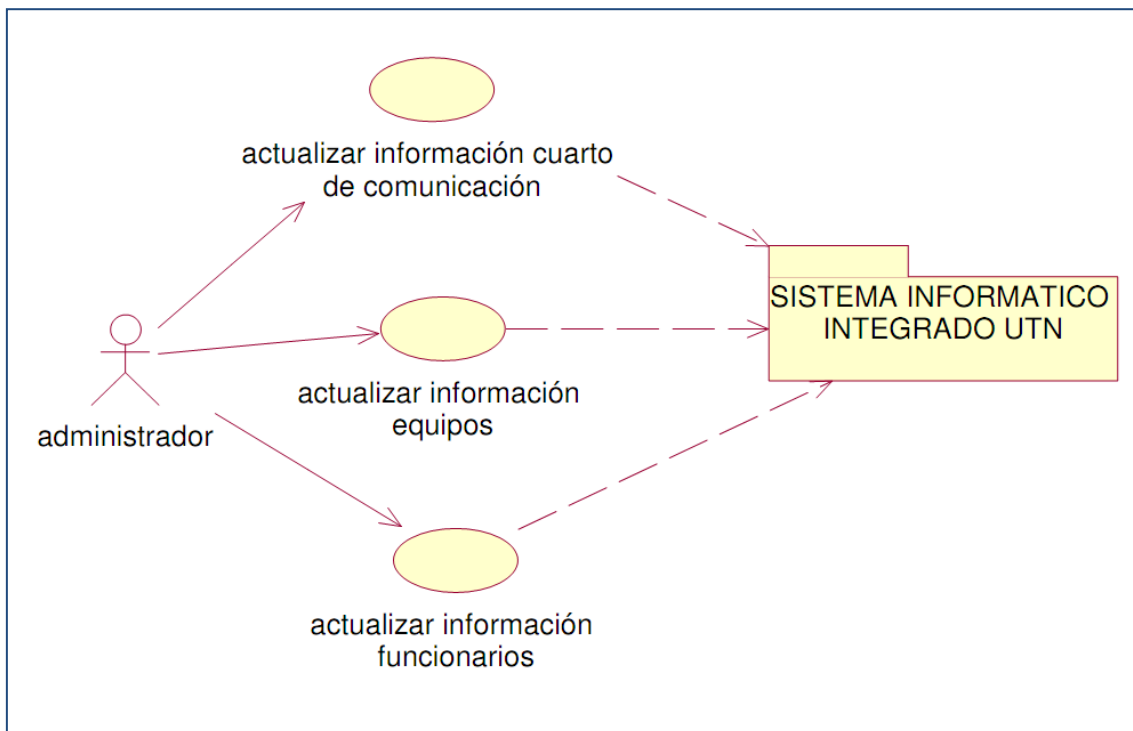 actualizar información cuarto
de comunicación
SISTEMA INFORMATICO
INTEGRADO UTN
actualizar información
equipos
administrador
actualizar información
funcionarios